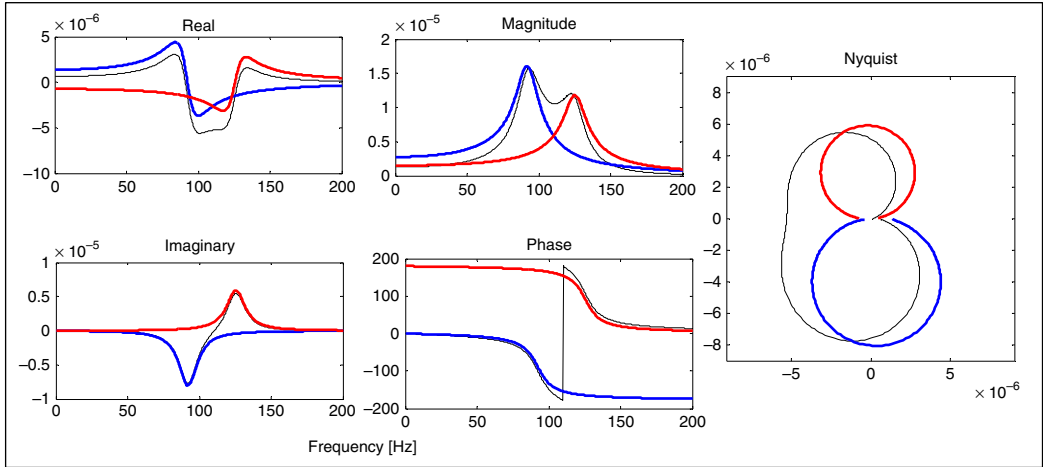 Real
× 10⁻⁶
5
0
−5
−10
0 50 100 150 200
Magnitude
× 10⁻⁵
2
1.5
1
0.5
0
0 50 100 150 200
Imaginary
× 10⁻⁵
1
0.5
0
−0.5
−1
0 50 100 150 200
Frequency [Hz]
Phase
200
100
0
−100
−200
0 50 100 150 200
Nyquist
8 × 10⁻⁶
6
4
2
0
−2
−4
−6
−8
−5 0 5
× 10⁻⁶